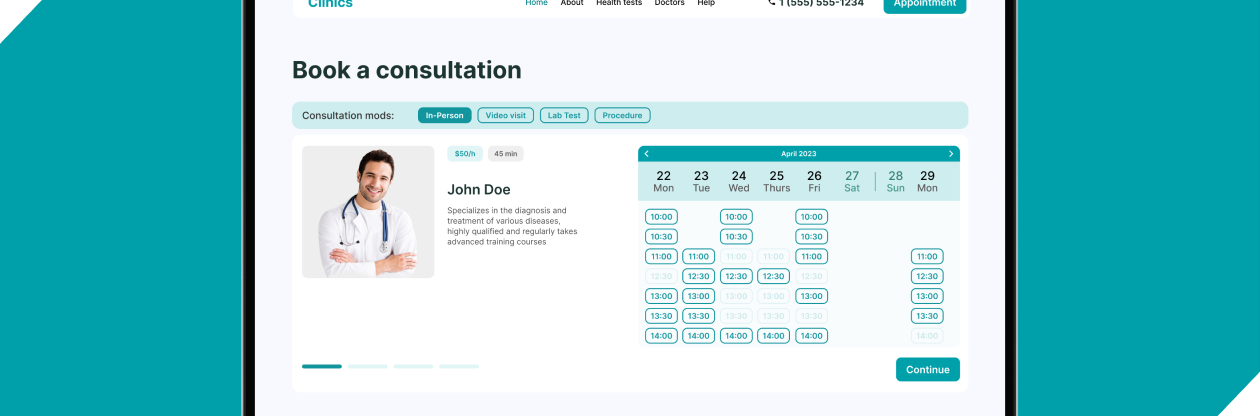 Clinics
Home About Health tests Doctors Help
1 (555) 555-1234
Appointment
Book a consultation
Consultation mods:
In-Person
Video visit
Lab Test
Procedure
$50/h
45 min
John Doe
Specializes in the diagnosis and
treatment of various diseases,
highly qualified and regularly takes
advanced training courses
April 2023
22 23 24 25 26 27 28 29
Mon Tue Wed Thurs Fri Sat Sun Mon
10:00 10:00 10:00
10:30 10:30 10:30
11:00 11:00 11:00 11:00 11:00 11:00
12:30 12:30 12:30 12:30 12:30 12:30
13:00 13:00 13:00 13:00 13:00 13:00
13:30 13:30 13:30 13:30 13:30 13:30
14:00 14:00 14:00 14:00 14:00 14:00
Continue